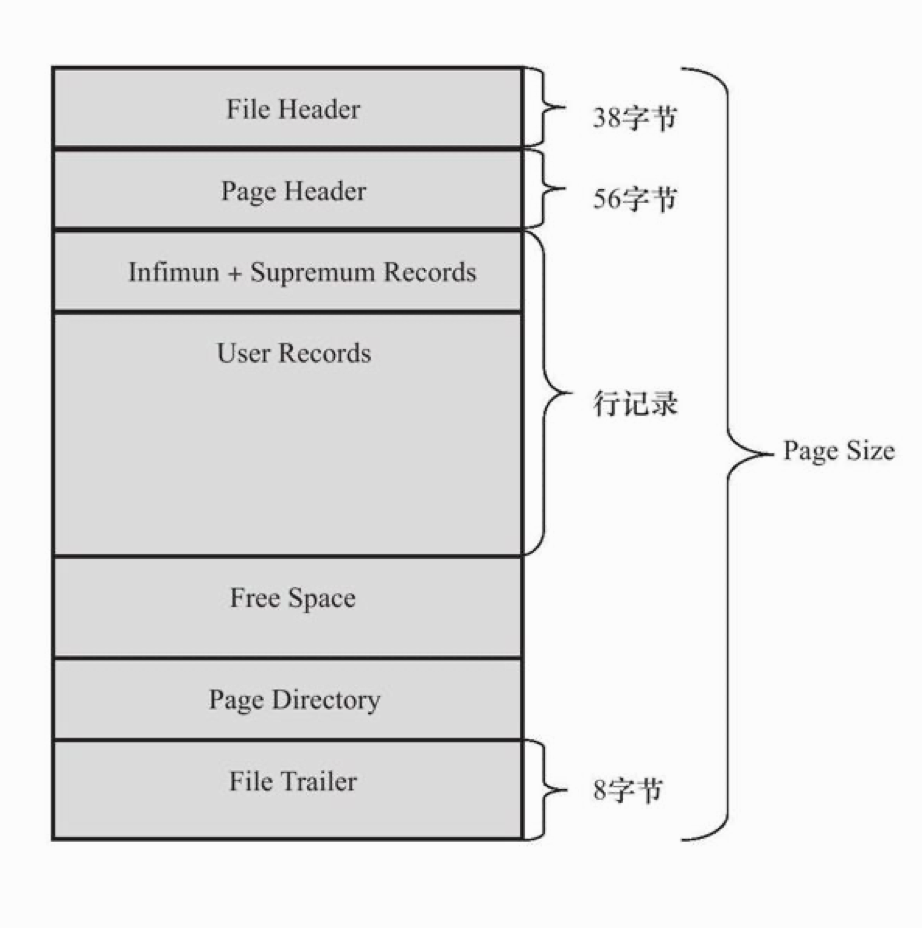 File Header
38字节
Page Header
56字节
Infimun + Supremum Records
User Records
行记录
Page Size
Free Space
Page Directory
File Trailer
8字节